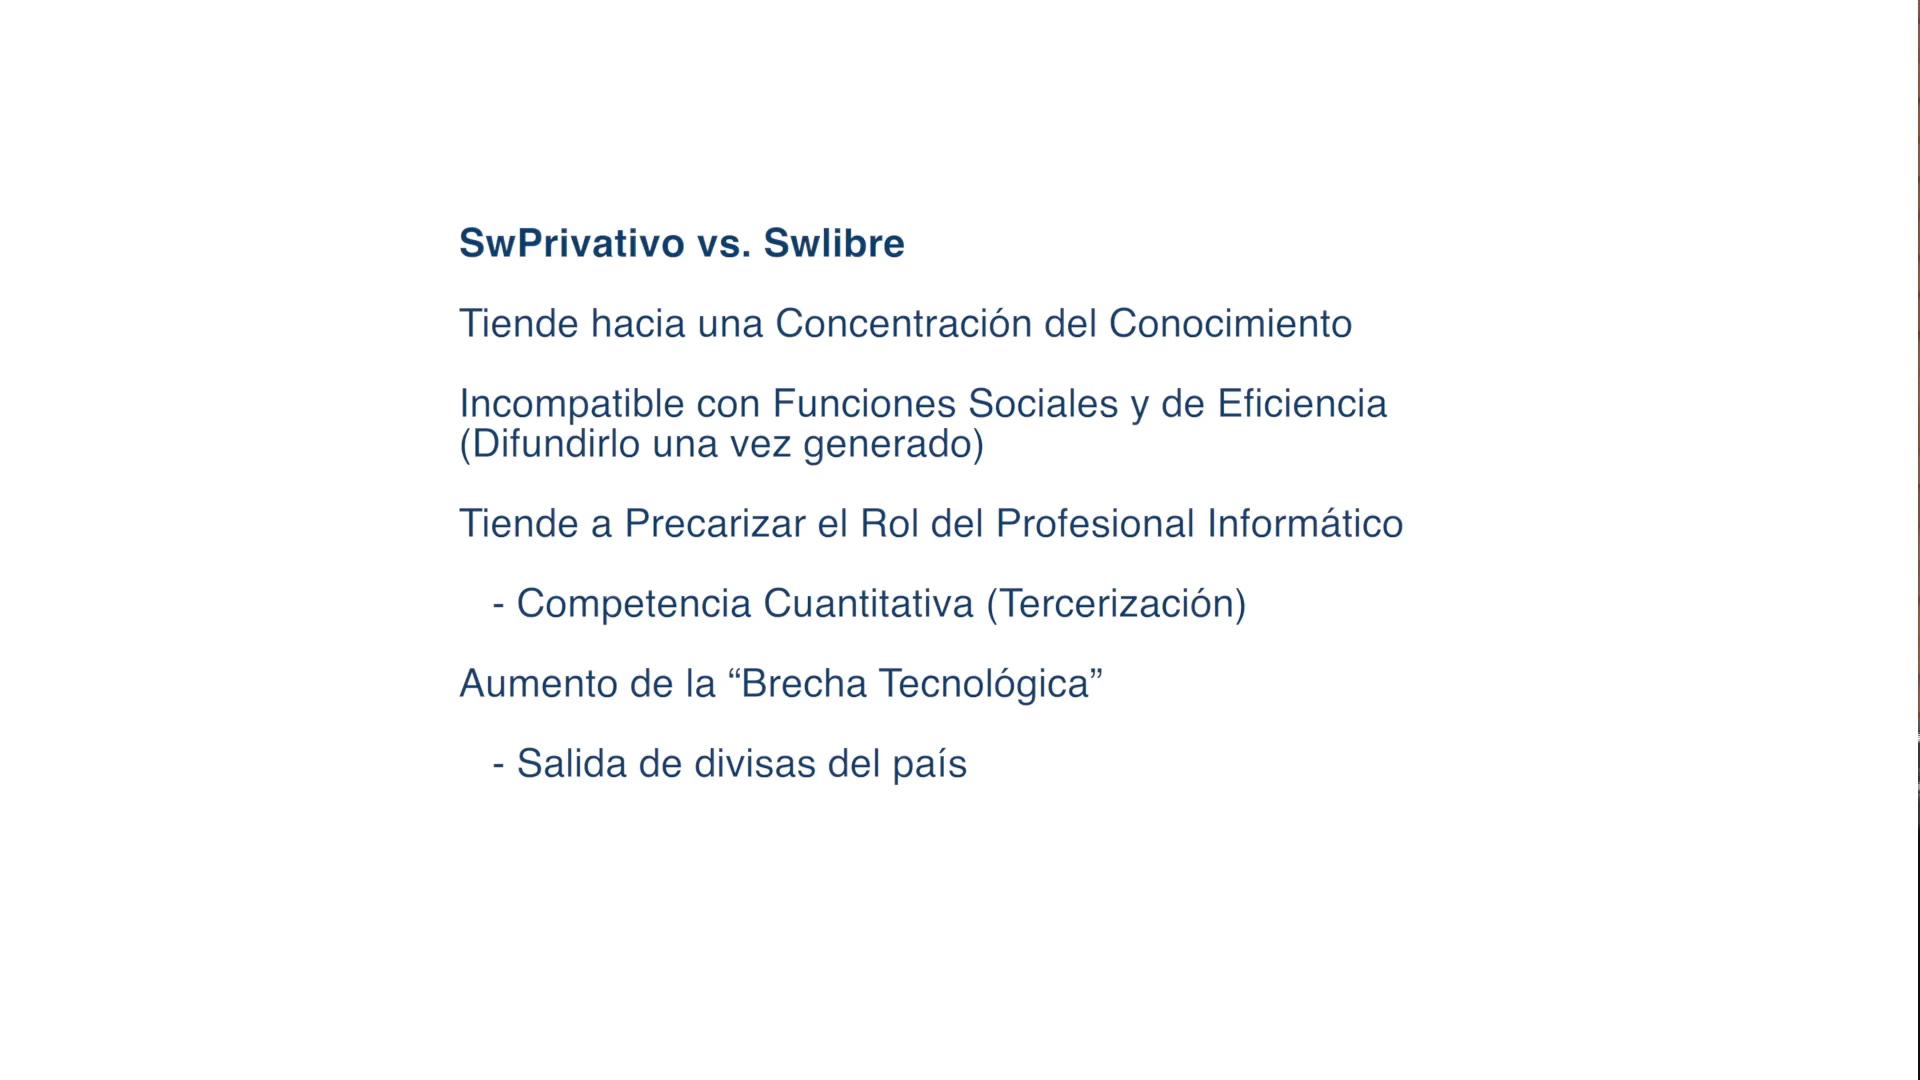 SwPrivativo vs. Swlibre
Tiende hacia una Concentración del Conocimiento
Incompatible con Funciones Sociales y de Eficiencia
(Difundirlo una vez generado)
Tiende a Precarizar el Rol del Profesional Informático
- Competencia Cuantitativa (Tercerización)
Aumento de la “Brecha Tecnológica”
- Salida de divisas del país